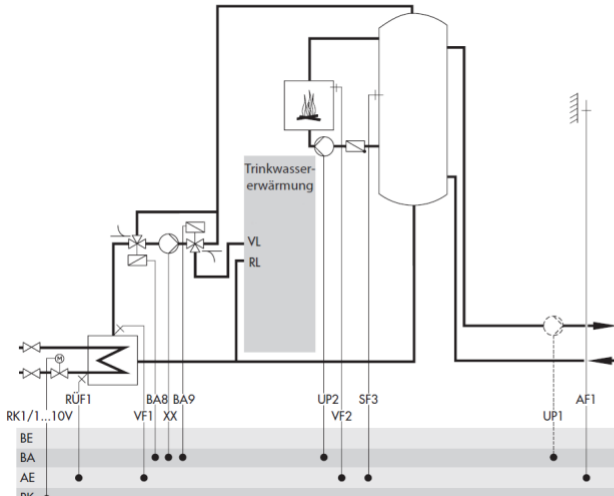 Trinkwasser-
erwärmung
VL
RL
M
RÜF1 BA8 BA9 UP2 SF3 AF1
RK1/1...10V VF1 XX VF2 UP1
BE
BA
AE
RK